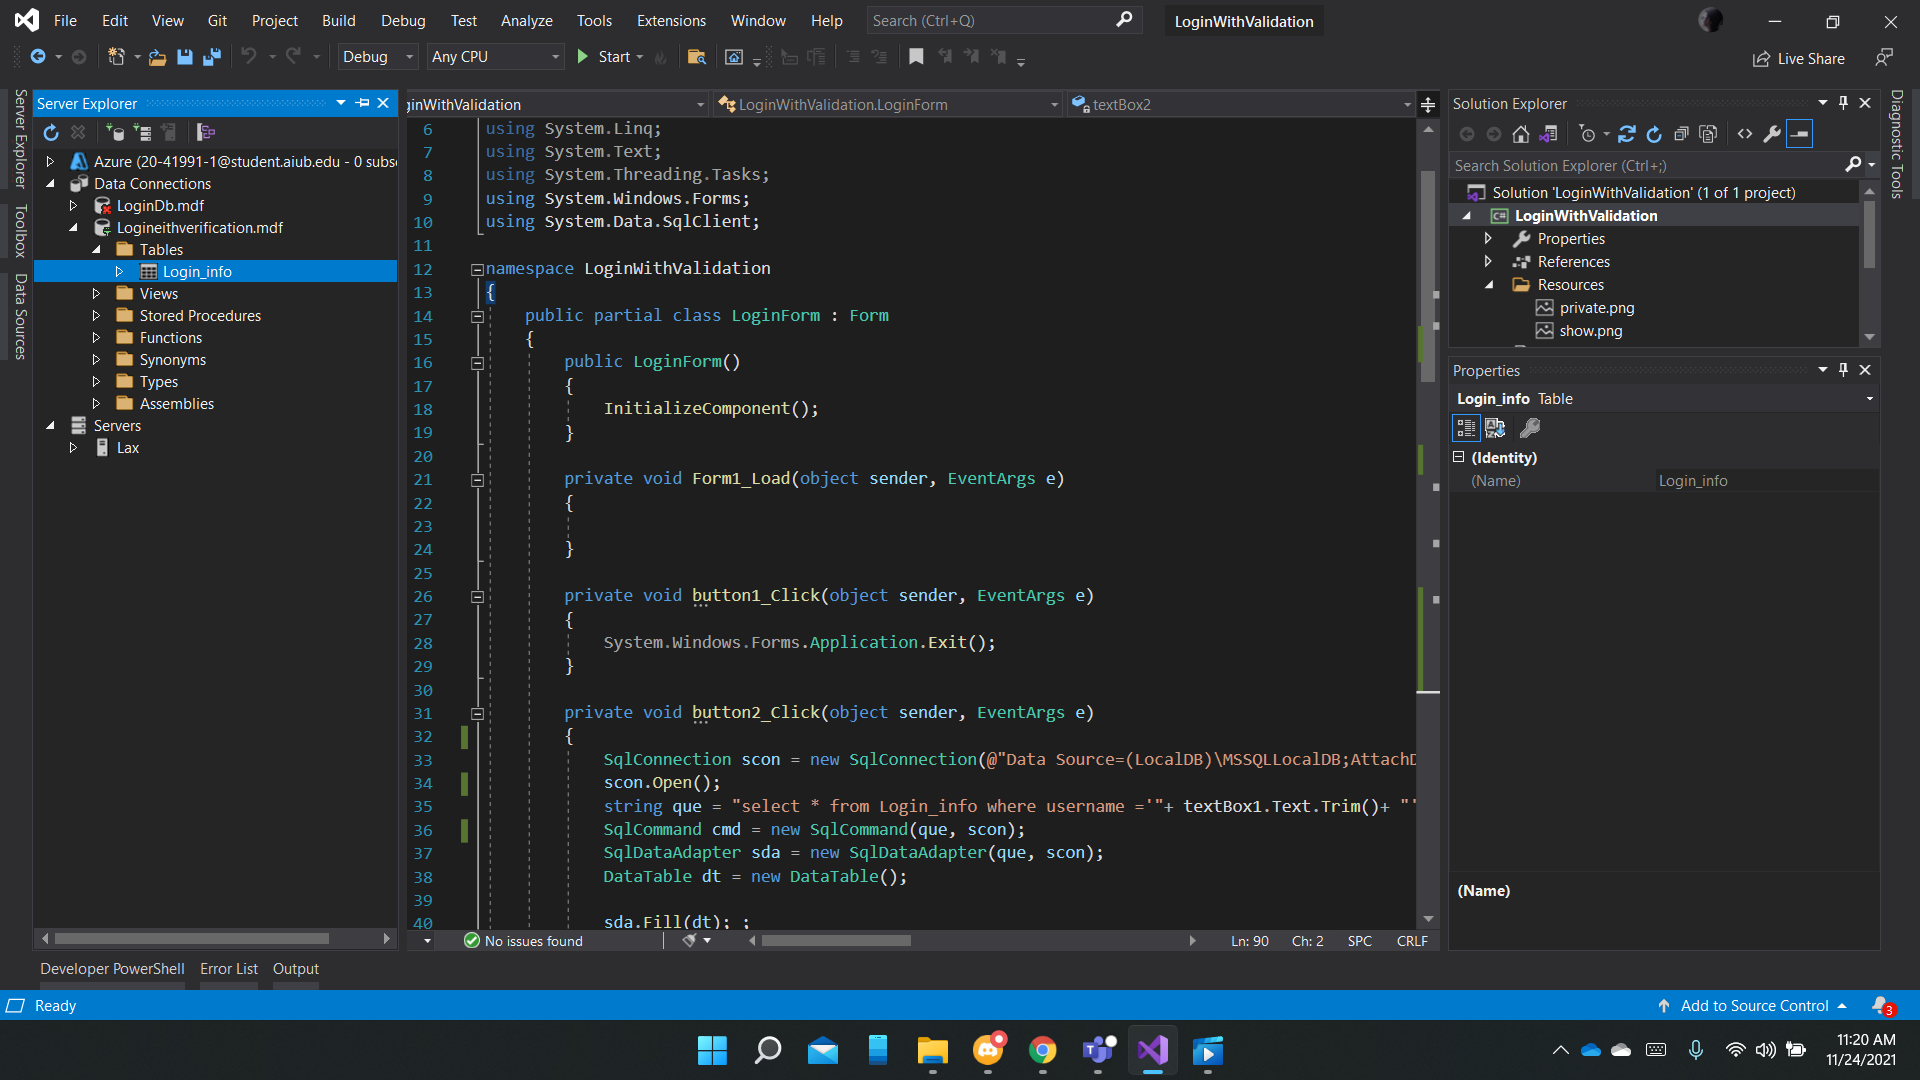 File Edit View Git Project Build Debug Test Analyze Tools Extensions Window Help Search (Ctrl+Q) LoginWithValidation
Debug Any CPU Start Live Share
Server Explorer
Toolbox
Data Sources
Server Explorer
Azure (20-41991-1@student.aiub.edu - 0 subsc
Data Connections
LoginDb.mdf
Logineithverification.mdf
Tables
Login_info
Views
Stored Procedures
Functions
Synonyms
Types
Assemblies
Servers
Lax
ginWithValidation LoginWithValidation.LoginForm textBox2
6 using System.Linq;
7 using System.Text;
8 using System.Threading.Tasks;
9 using System.Windows.Forms;
10 using System.Data.SqlClient;
11
12 namespace LoginWithValidation
13 {
14 public partial class LoginForm : Form
15 {
16 public LoginForm()
17 {
18 InitializeComponent();
19 }
20
21 private void Form1_Load(object sender, EventArgs e)
22 {
23
24 }
25
26 private void button1_Click(object sender, EventArgs e)
27 {
28 System.Windows.Forms.Application.Exit();
29 }
30
31 private void button2_Click(object sender, EventArgs e)
32 {
33 SqlConnection scon = new SqlConnection(@"Data Source=(LocalDB)\MSSQLLocalDB;AttachD
34 scon.Open();
35 string que = "select * from Login_info where username ='"+ textBox1.Text.Trim()+ "'
36 SqlCommand cmd = new SqlCommand(que, scon);
37 SqlDataAdapter sda = new SqlDataAdapter(que, scon);
38 DataTable dt = new DataTable();
39
40 sda.Fill(dt); ;
No issues found Ln: 90 Ch: 2 SPC CRLF
Solution Explorer
Search Solution Explorer (Ctrl+;)
Solution 'LoginWithValidation' (1 of 1 project)
C# LoginWithValidation
Properties
References
Resources
private.png
show.png
Properties
Login_info Table
(Identity)
(Name) Login_info
(Name)
Diagnostic Tools
Developer PowerShell Error List Output
Ready Add to Source Control 3
11:20 AM
11/24/2021